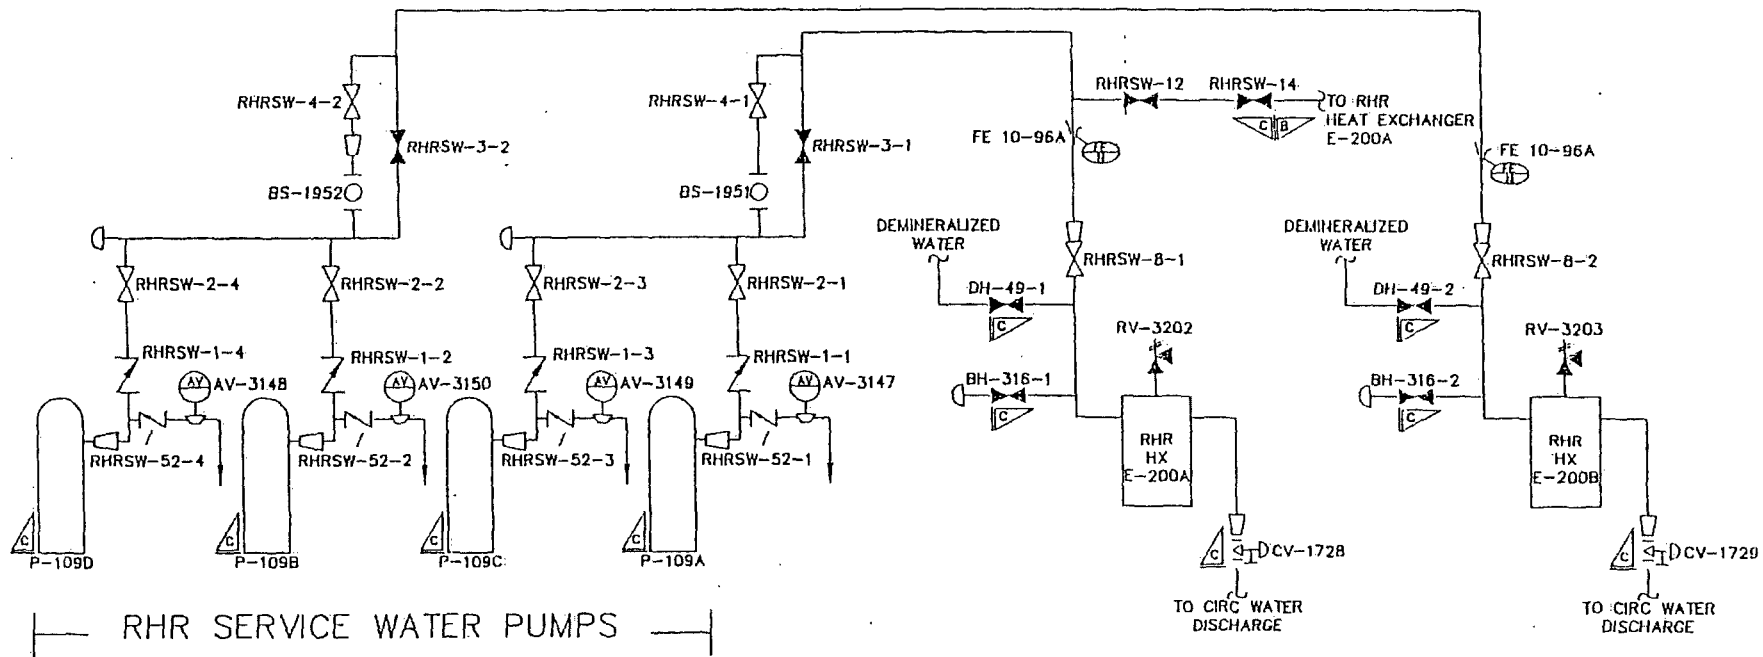 RHRSW-4-2
RHRSW-4-1
RHRSW-12
RHRSW-14
TO RHR
HEAT EXCHANGER
E-200A
C
B
RHRSW-3-2
RHRSW-3-1
FE 10-96A
FE 10-96A
BS-1952
BS-1951
DEMINERALIZED
WATER
DEMINERALIZED
WATER
RHRSW-8-1
RHRSW-8-2
RHRSW-2-4
RHRSW-2-2
RHRSW-2-3
RHRSW-2-1
DH-49-1
DH-49-2
C
C
RV-3202
RV-3203
RHRSW-1-4
RHRSW-1-2
RHRSW-1-3
RHRSW-1-1
AV
AV-3148
AV
AV-3150
AV
AV-3149
AV
AV-3147
BH-316-1
BH-316-2
C
C
RHR
HX
E-200A
RHR
HX
E-200B
RHRSW-52-4
RHRSW-52-2
RHRSW-52-3
RHRSW-52-1
C
C
C
C
P-109D
P-109B
P-109C
P-109A
C
CV-1728
C
CV-1729
TO CIRC WATER
DISCHARGE
TO CIRC WATER
DISCHARGE
RHR SERVICE WATER PUMPS